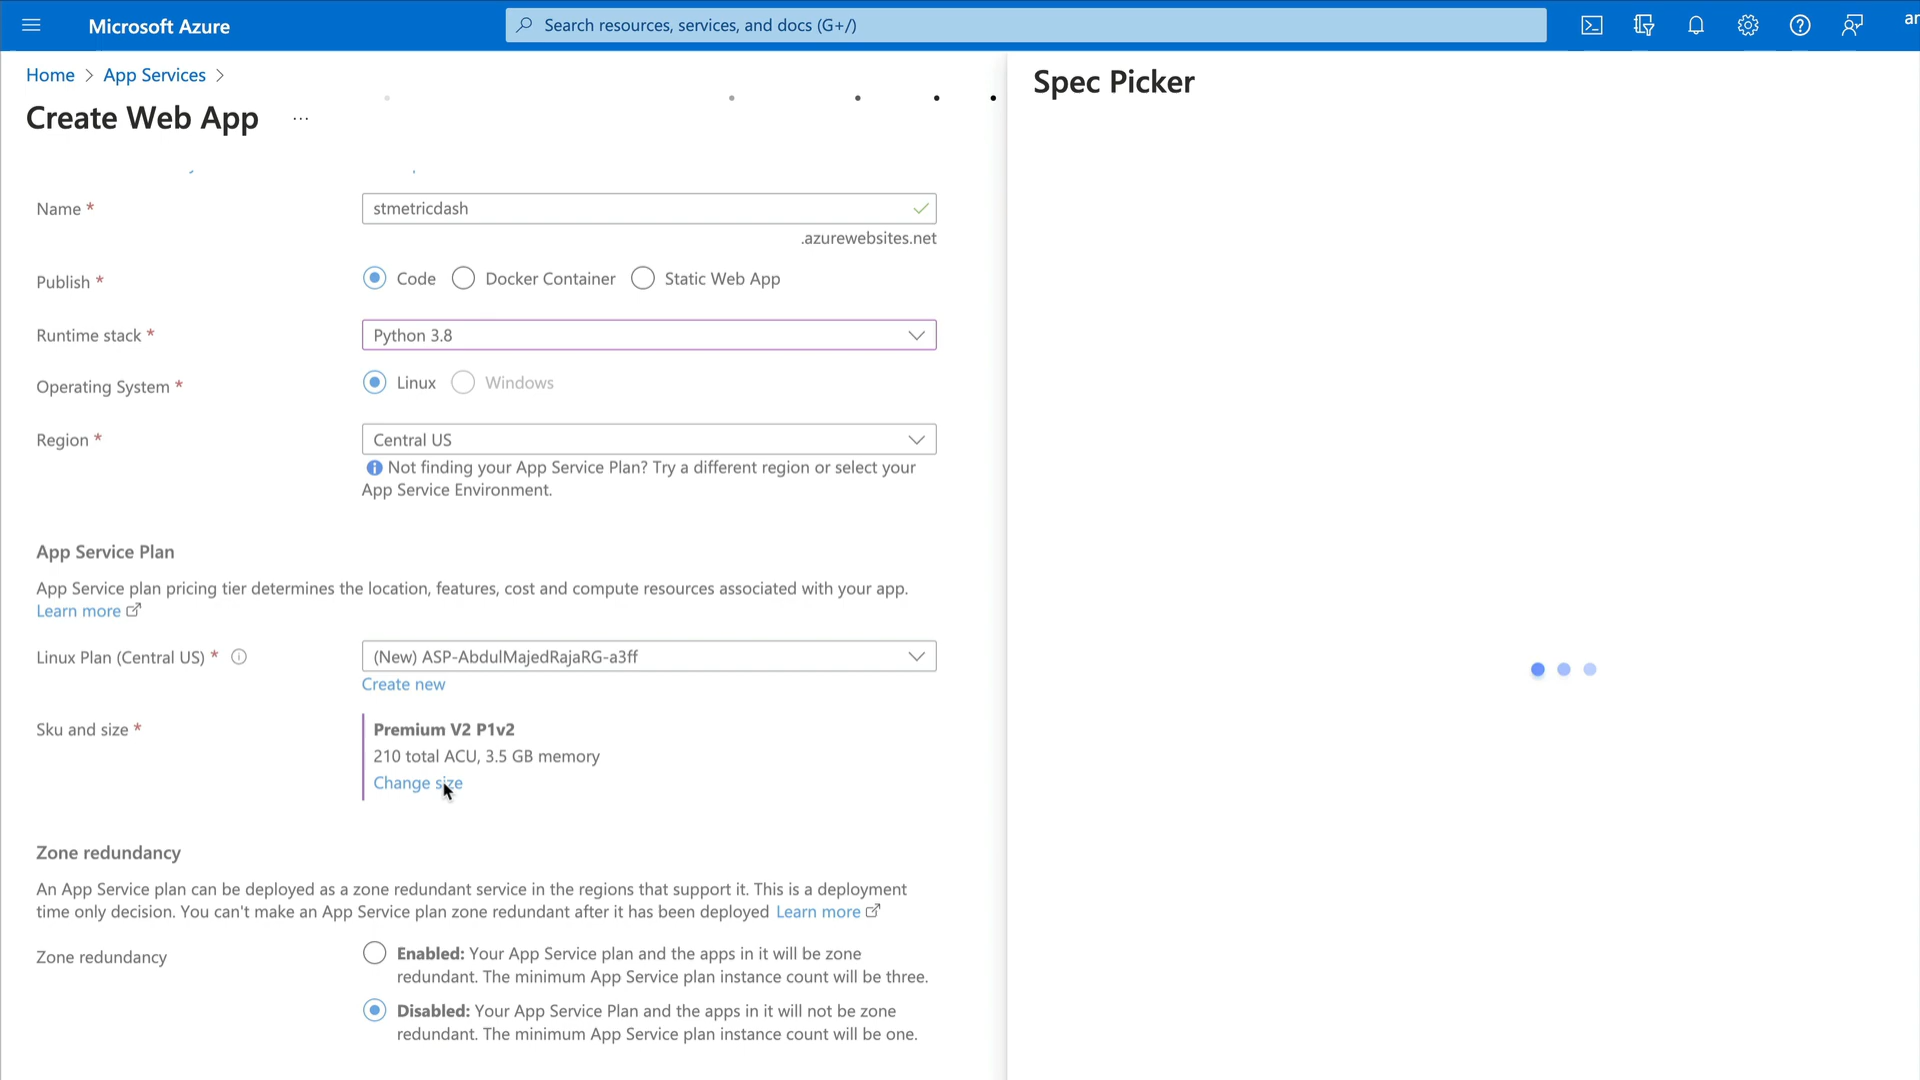 Microsoft Azure
Search resources, services, and docs (G+/)
Home > App Services >
Create Web App ...
Spec Picker
Name *
stmetricdash
.azurewebsites.net
Publish *
Code
Docker Container
Static Web App
Runtime stack *
Python 3.8
Operating System *
Linux
Windows
Region *
Central US
Not finding your App Service Plan? Try a different region or select your
App Service Environment.
App Service Plan
App Service plan pricing tier determines the location, features, cost and compute resources associated with your app.
Learn more
Linux Plan (Central US) *
(New) ASP-AbdulMajedRajaRG-a3ff
Create new
Sku and size *
Premium V2 P1v2
210 total ACU, 3.5 GB memory
Change size
Zone redundancy
An App Service plan can be deployed as a zone redundant service in the regions that support it. This is a deployment
time only decision. You can't make an App Service plan zone redundant after it has been deployed Learn more
Zone redundancy
Enabled: Your App Service plan and the apps in it will be zone
redundant. The minimum App Service plan instance count will be three.
Disabled: Your App Service Plan and the apps in it will not be zone
redundant. The minimum App Service plan instance count will be one.